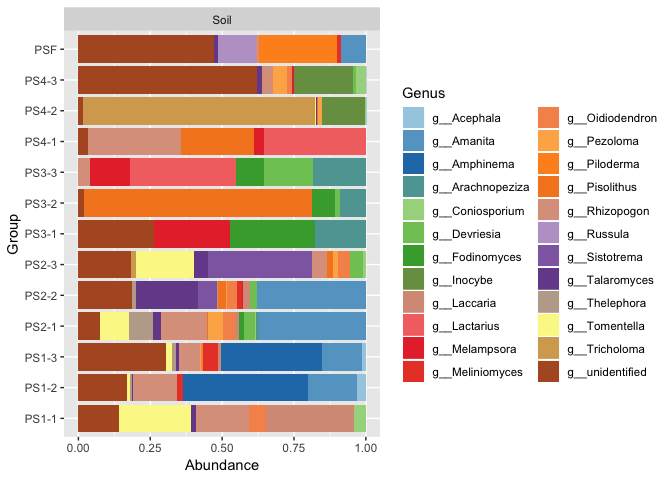 Soil
PSF
PS4-3
PS4-2
PS4-1
PS3-3
PS3-2
PS3-1
PS2-3
PS2-2
PS2-1
PS1-3
PS1-2
PS1-1
Group
0.00 0.25 0.50 0.75 1.00
Abundance
Genus
g__Acephala
g__Amanita
g__Amphinema
g__Arachnopeziza
g__Coniosporium
g__Devriesia
g__Fodinomyces
g__Inocybe
g__Laccaria
g__Lactarius
g__Melampsora
g__Meliniomyces
g__Oidiodendron
g__Pezoloma
g__Piloderma
g__Pisolithus
g__Rhizopogon
g__Russula
g__Sistotrema
g__Talaromyces
g__Thelephora
g__Tomentella
g__Tricholoma
g__unidentified